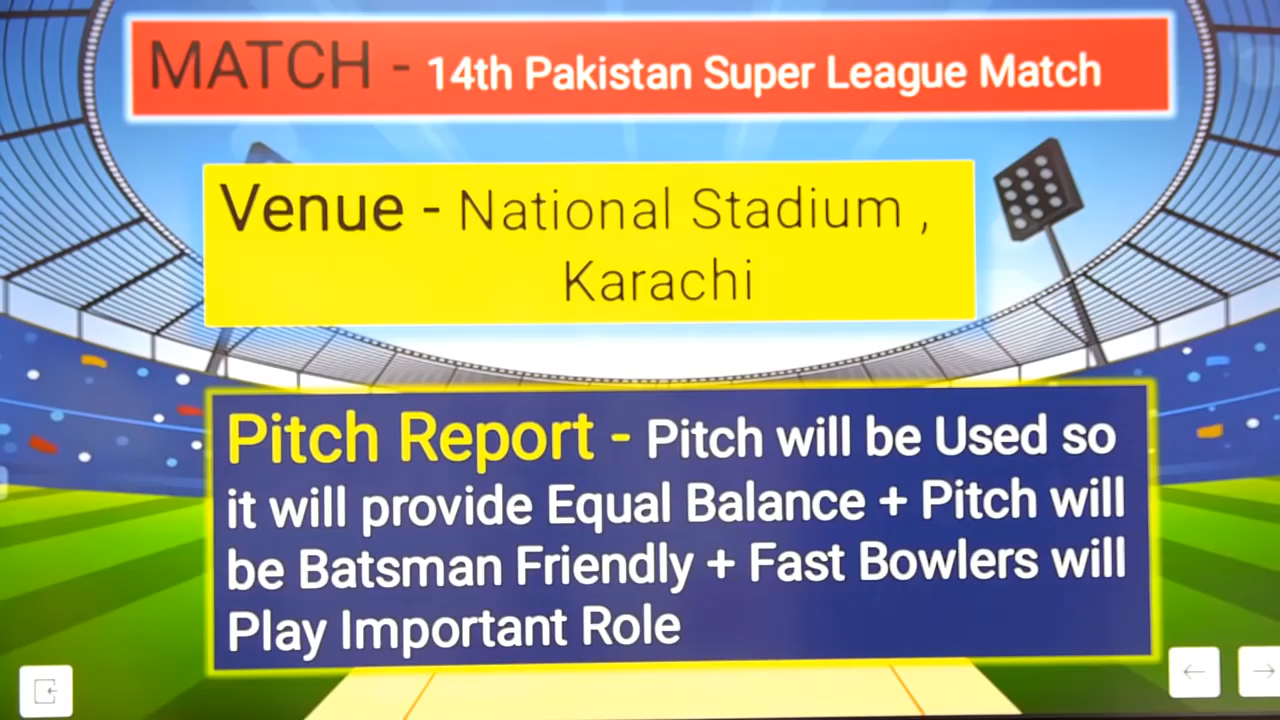 MATCH - 14th Pakistan Super League Match
Venue - National Stadium ,
Karachi
Pitch Report - Pitch will be Used so
it will provide Equal Balance + Pitch will
be Batsman Friendly + Fast Bowlers will
Play Important Role